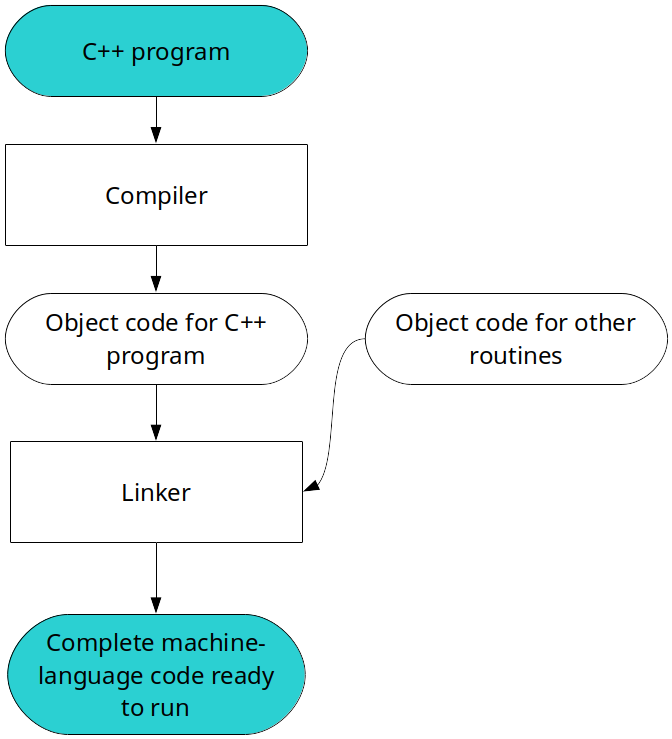 C++ program
Compiler
Object code for C++
program
Object code for other
routines
Linker
Complete machine-
language code ready
to run